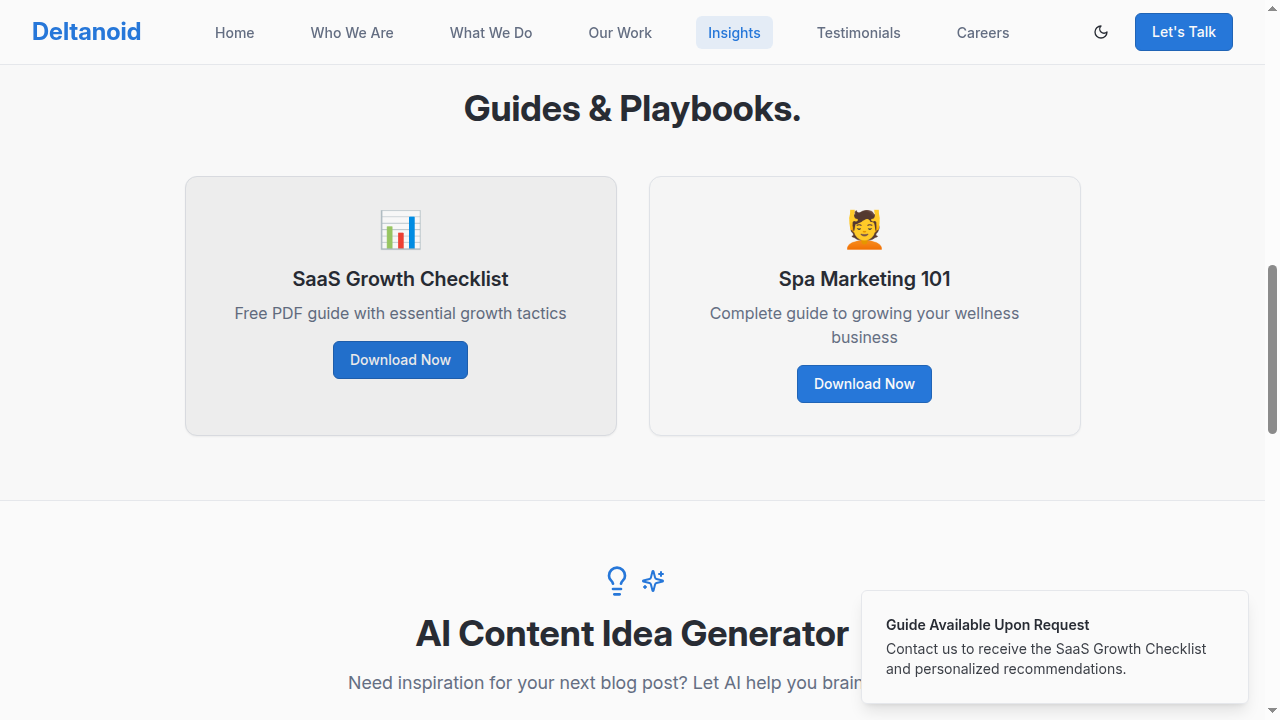 Deltanoid
Home
Who We Are
What We Do
Our Work
Insights
Testimonials
Careers
Let's Talk
Guides & Playbooks.
SaaS Growth Checklist
Free PDF guide with essential growth tactics
Download Now
Spa Marketing 101
Complete guide to growing your wellness
business
Download Now
AI Content Idea Generator
Need inspiration for your next blog post? Let AI help you
Guide Available Upon Request
Contact us to receive the SaaS Growth Checklist
and personalized recommendations.